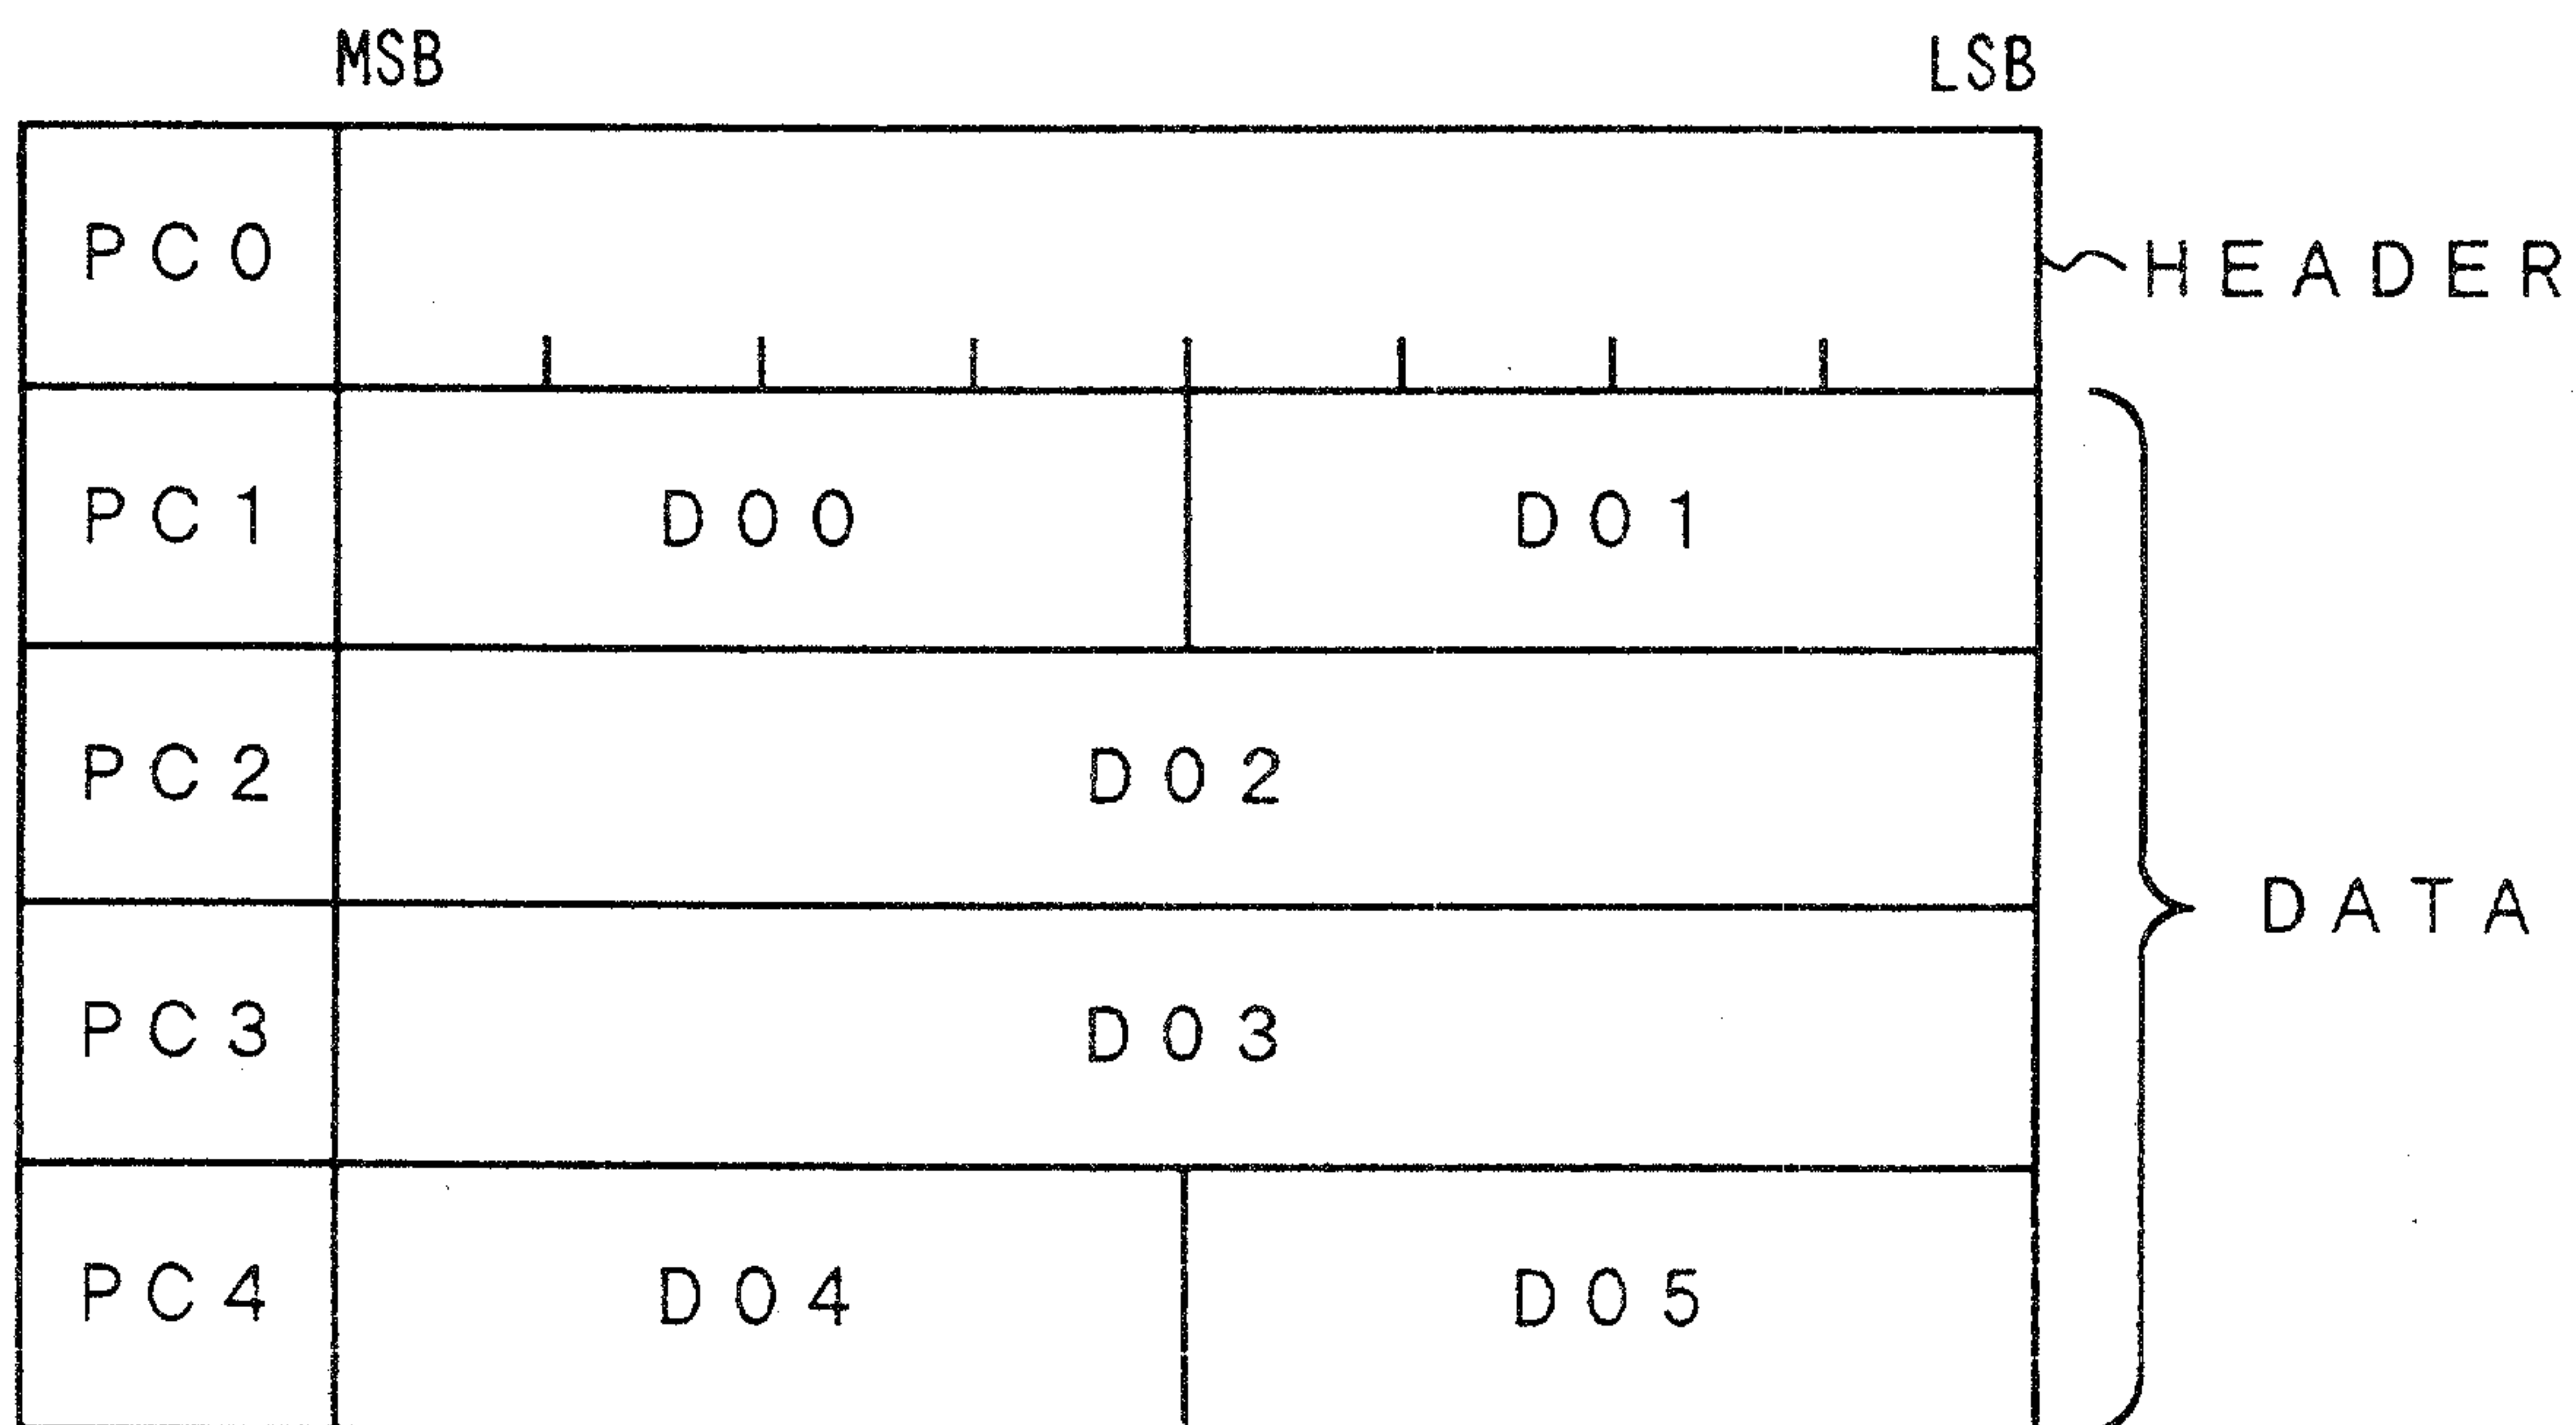 MSB LSB
PC0 HEADER
PC1 D00 D01
PC2 D02
PC3 D03
DATA
PC4 D04 D05